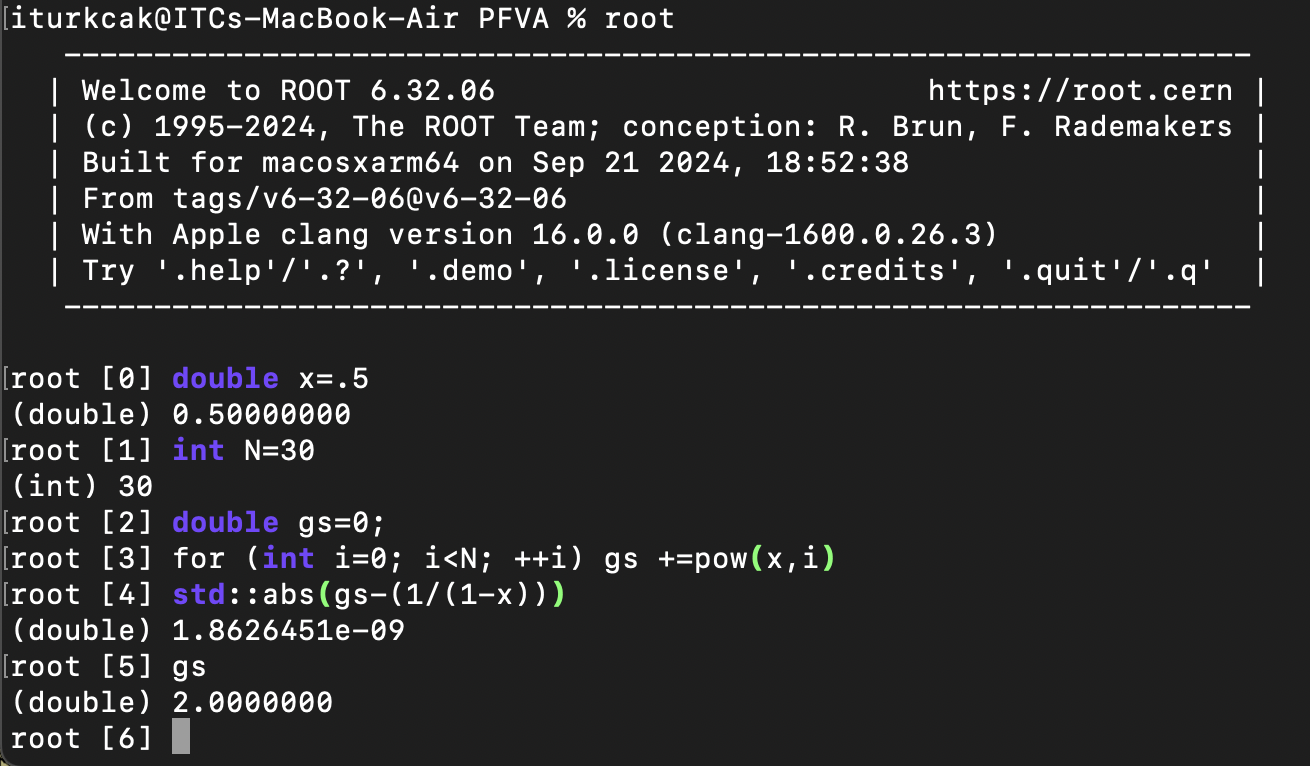 [iturkcak@ITCs-MacBook-Air PFVA % root
------------------------------------------------------------------
| Welcome to ROOT 6.32.06                        https://root.cern |
| (c) 1995-2024, The ROOT Team; conception: R. Brun, F. Rademakers |
| Built for macosxarm64 on Sep 21 2024, 18:52:38                   |
| From tags/v6-32-06@v6-32-06                                      |
| With Apple clang version 16.0.0 (clang-1600.0.26.3)              |
| Try '.help'/'.?', '.demo', '.license', '.credits', '.quit'/'.q'  |
------------------------------------------------------------------
[root [0] double x=.5
(double) 0.50000000
[root [1] int N=30
(int) 30
[root [2] double gs=0;
[root [3] for (int i=0; i<N; ++i) gs +=pow(x,i)
[root [4] std::abs(gs-(1/(1-x)))
(double) 1.8626451e-09
[root [5] gs
(double) 2.0000000
root [6]